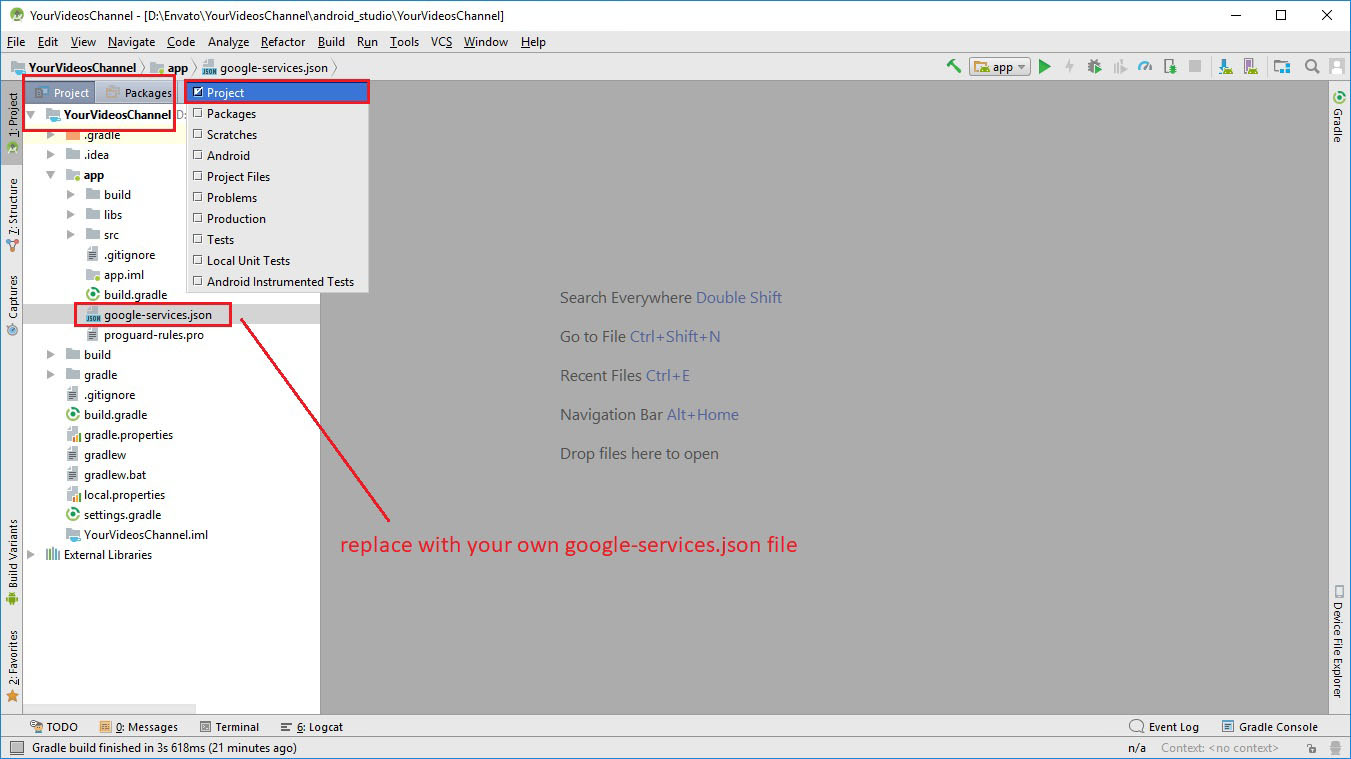 YourVideosChannel - [D:\Envato\YourVideosChannel\android_studio\YourVideosChannel]
File Edit View Navigate Code Analyze Refactor Build Run Tools VCS Window Help
YourVideosChannel app google-services.json
app
1: Project
7: Structure
Captures
Build Variants
2: Favorites
Project Packages
YourVideosChannel D:
.gradle
.idea
app
build
libs
src
.gitignore
app.iml
build.gradle
JSON google-services.json
proguard-rules.pro
build
gradle
.gitignore
build.gradle
gradle.properties
gradlew
gradlew.bat
local.properties
settings.gradle
YourVideosChannel.iml
External Libraries
Project
Packages
Scratches
Android
Project Files
Problems
Production
Tests
Local Unit Tests
Android Instrumented Tests
Search Everywhere Double Shift
Go to File Ctrl+Shift+N
Recent Files Ctrl+E
Navigation Bar Alt+Home
Drop files here to open
replace with your own google-services.json file
Gradle
Device File Explorer
TODO 0: Messages Terminal 6: Logcat Event Log Gradle Console
Gradle build finished in 3s 618ms (21 minutes ago) n/a Context: <no context>